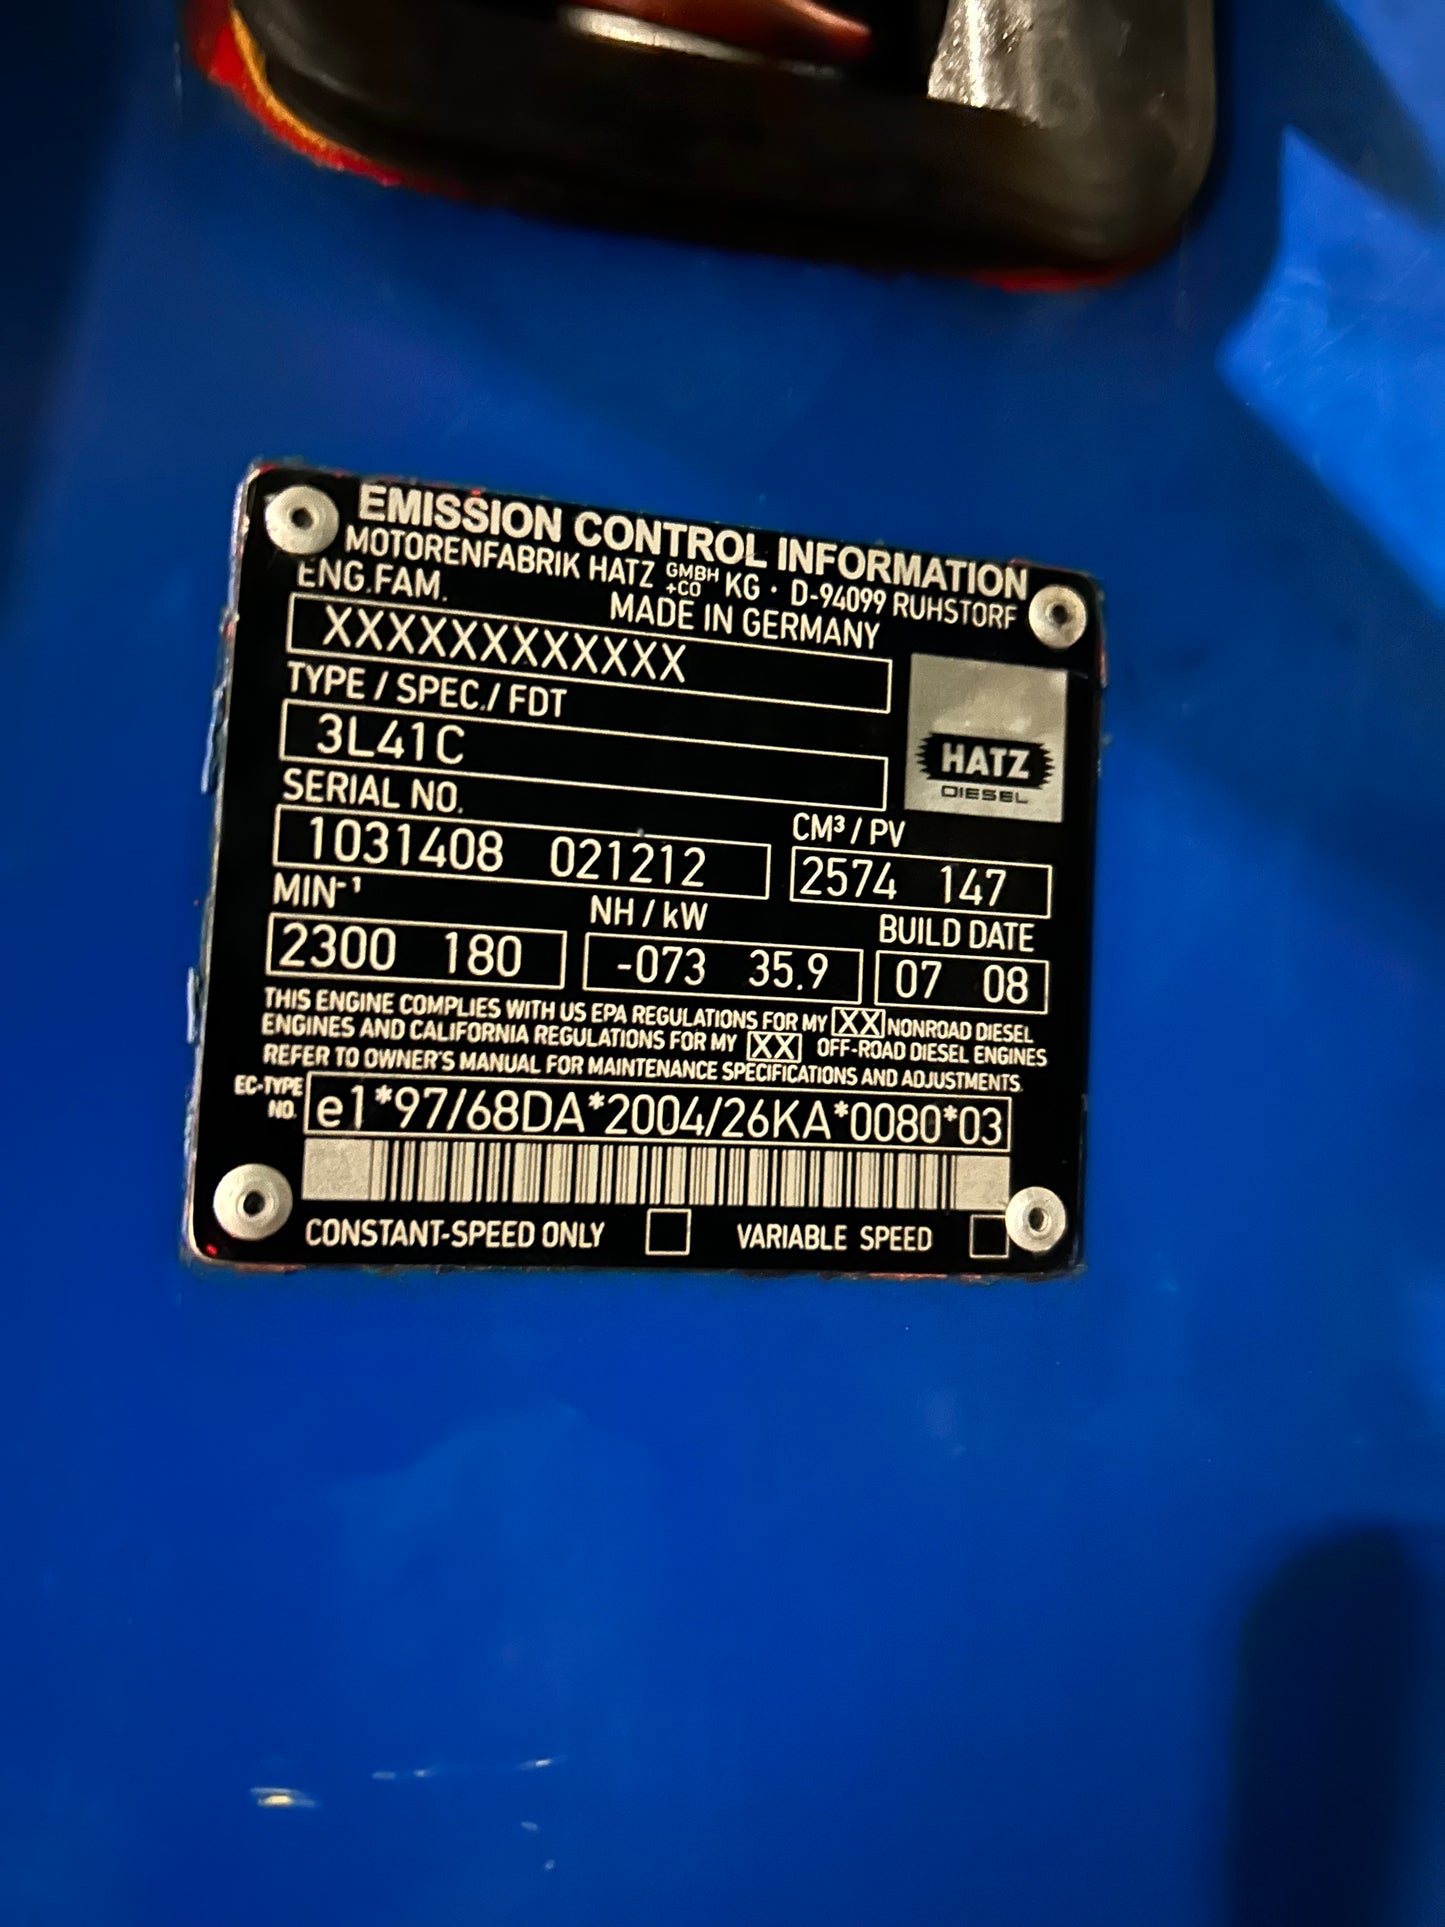 EMISSION CONTROL INFORMATION
MOTORENFABRIK HATZ GMBH +CO KG · D-94099 RUHSTORF
ENG.FAM.
MADE IN GERMANY
XXXXXXXXXXXX
TYPE / SPEC./ FDT
3L41C
HATZ
DIESEL
SERIAL NO.
CM³ / PV
1031408 021212
2574 147
MIN⁻¹
NH / kW
BUILD DATE
2300 180
-073 35.9
07 08
THIS ENGINE COMPLIES WITH US EPA REGULATIONS FOR MY XX NONROAD DIESEL
ENGINES AND CALIFORNIA REGULATIONS FOR MY XX OFF-ROAD DIESEL ENGINES
REFER TO OWNER'S MANUAL FOR MAINTENANCE SPECIFICATIONS AND ADJUSTMENTS
EC-TYPE
NO.
e1*97/68DA*2004/26KA*0080*03
CONSTANT-SPEED ONLY
VARIABLE SPEED